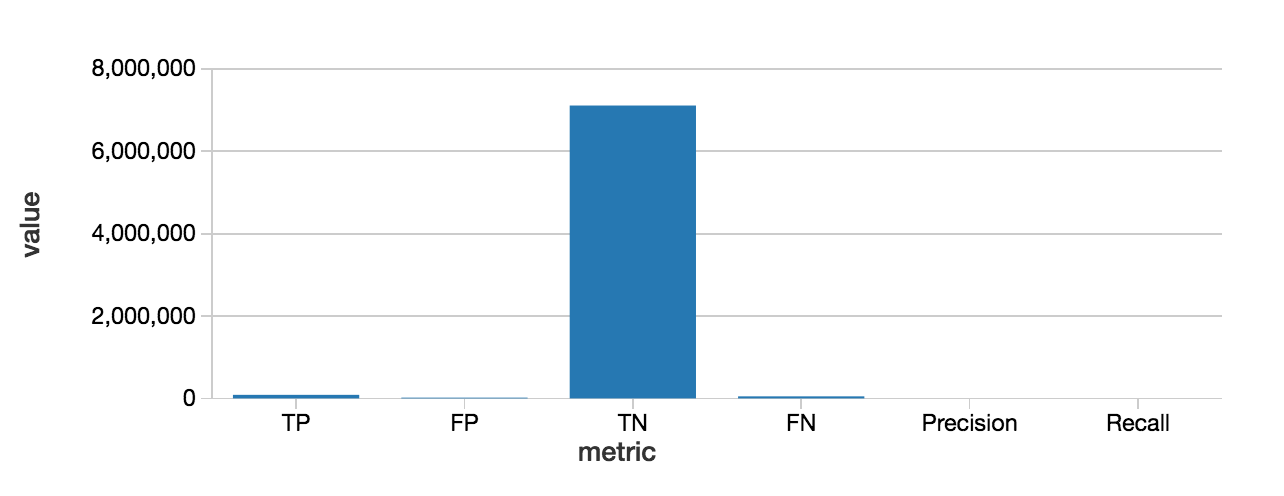 8,000,000
6,000,000
4,000,000
2,000,000
0
value
TP FP TN FN Precision Recall
metric